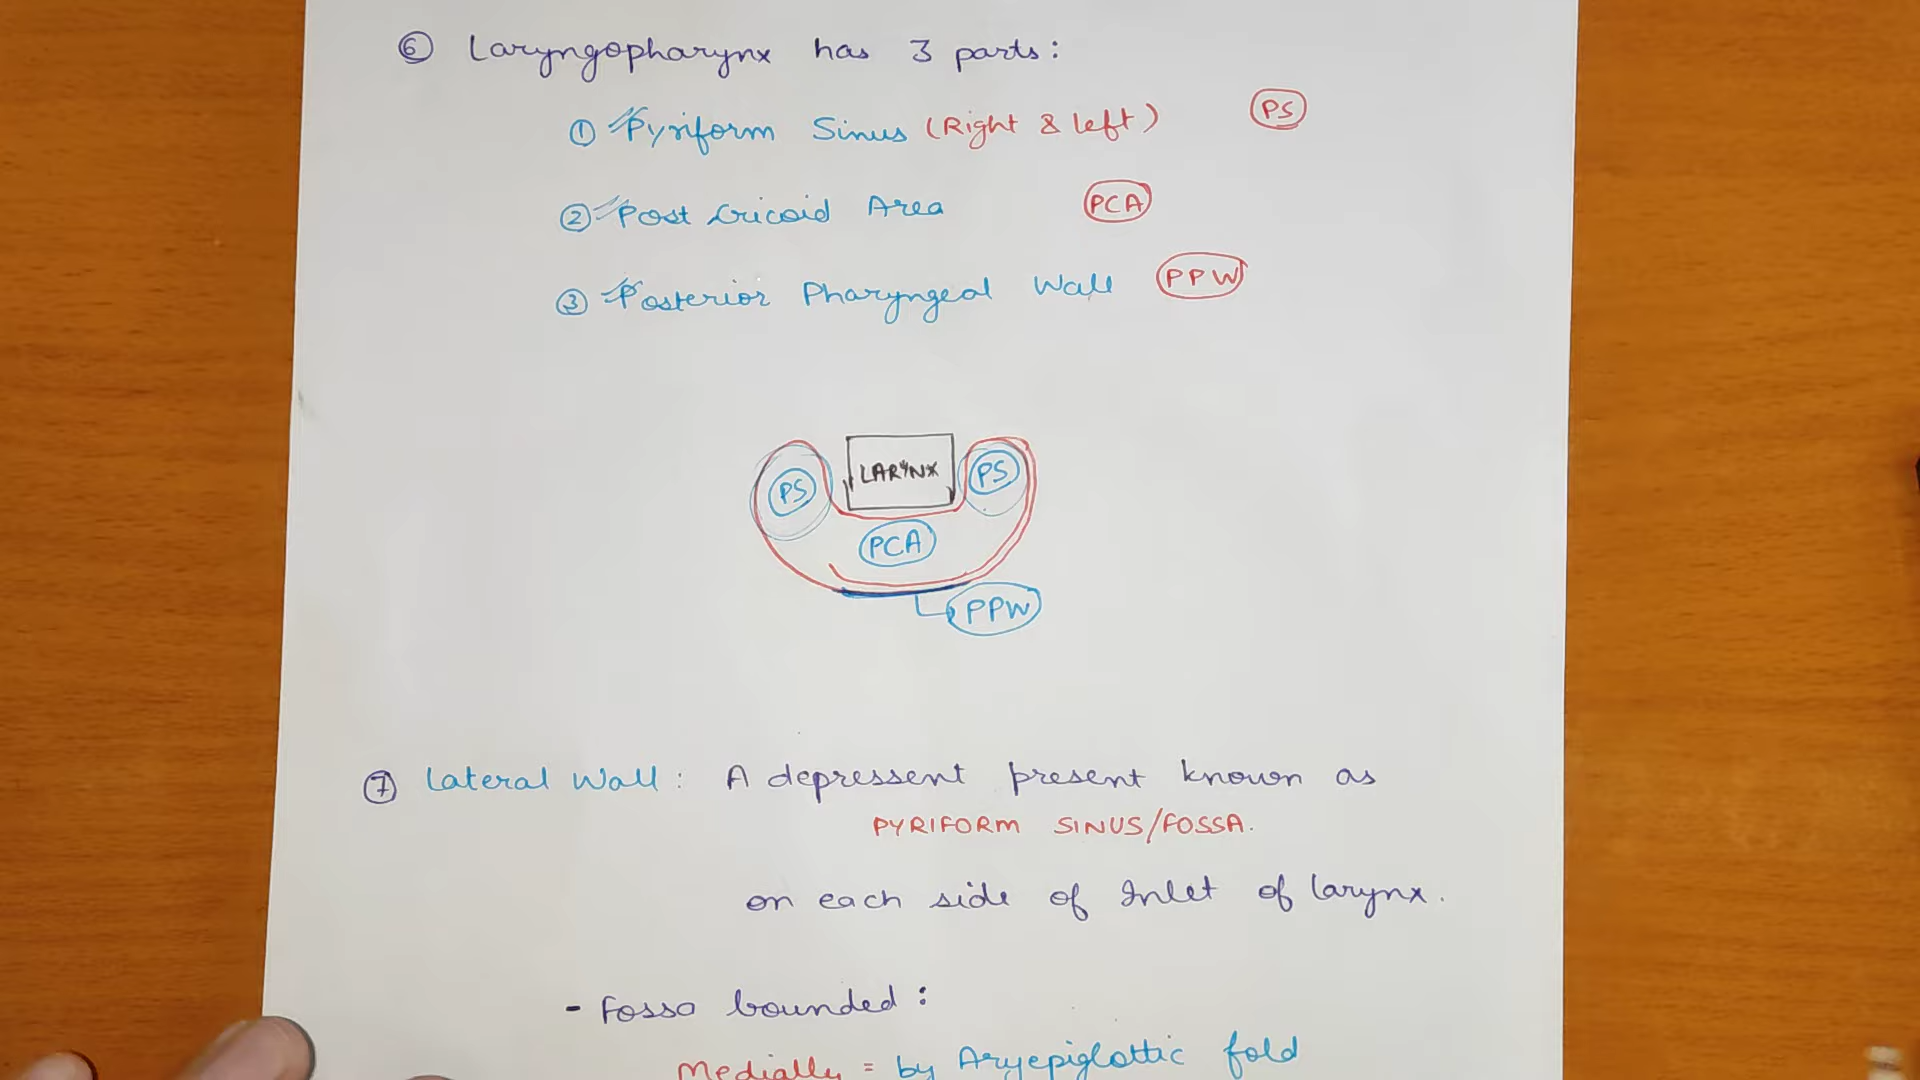 ⑥ Laryngopharynx has 3 parts:
① Pyriform Sinus (Right & left) PS
② Post Cricoid Area PCA
③ Posterior Pharyngeal Wall PPW
LARYNX
PS
PS
PCA
PPW
⑦ Lateral Wall: A depressent present known as
PYRIFORM SINUS/FOSSA.
on each side of Inlet of larynx.
- Fossa bounded:
Medially = by Aryepiglottic fold